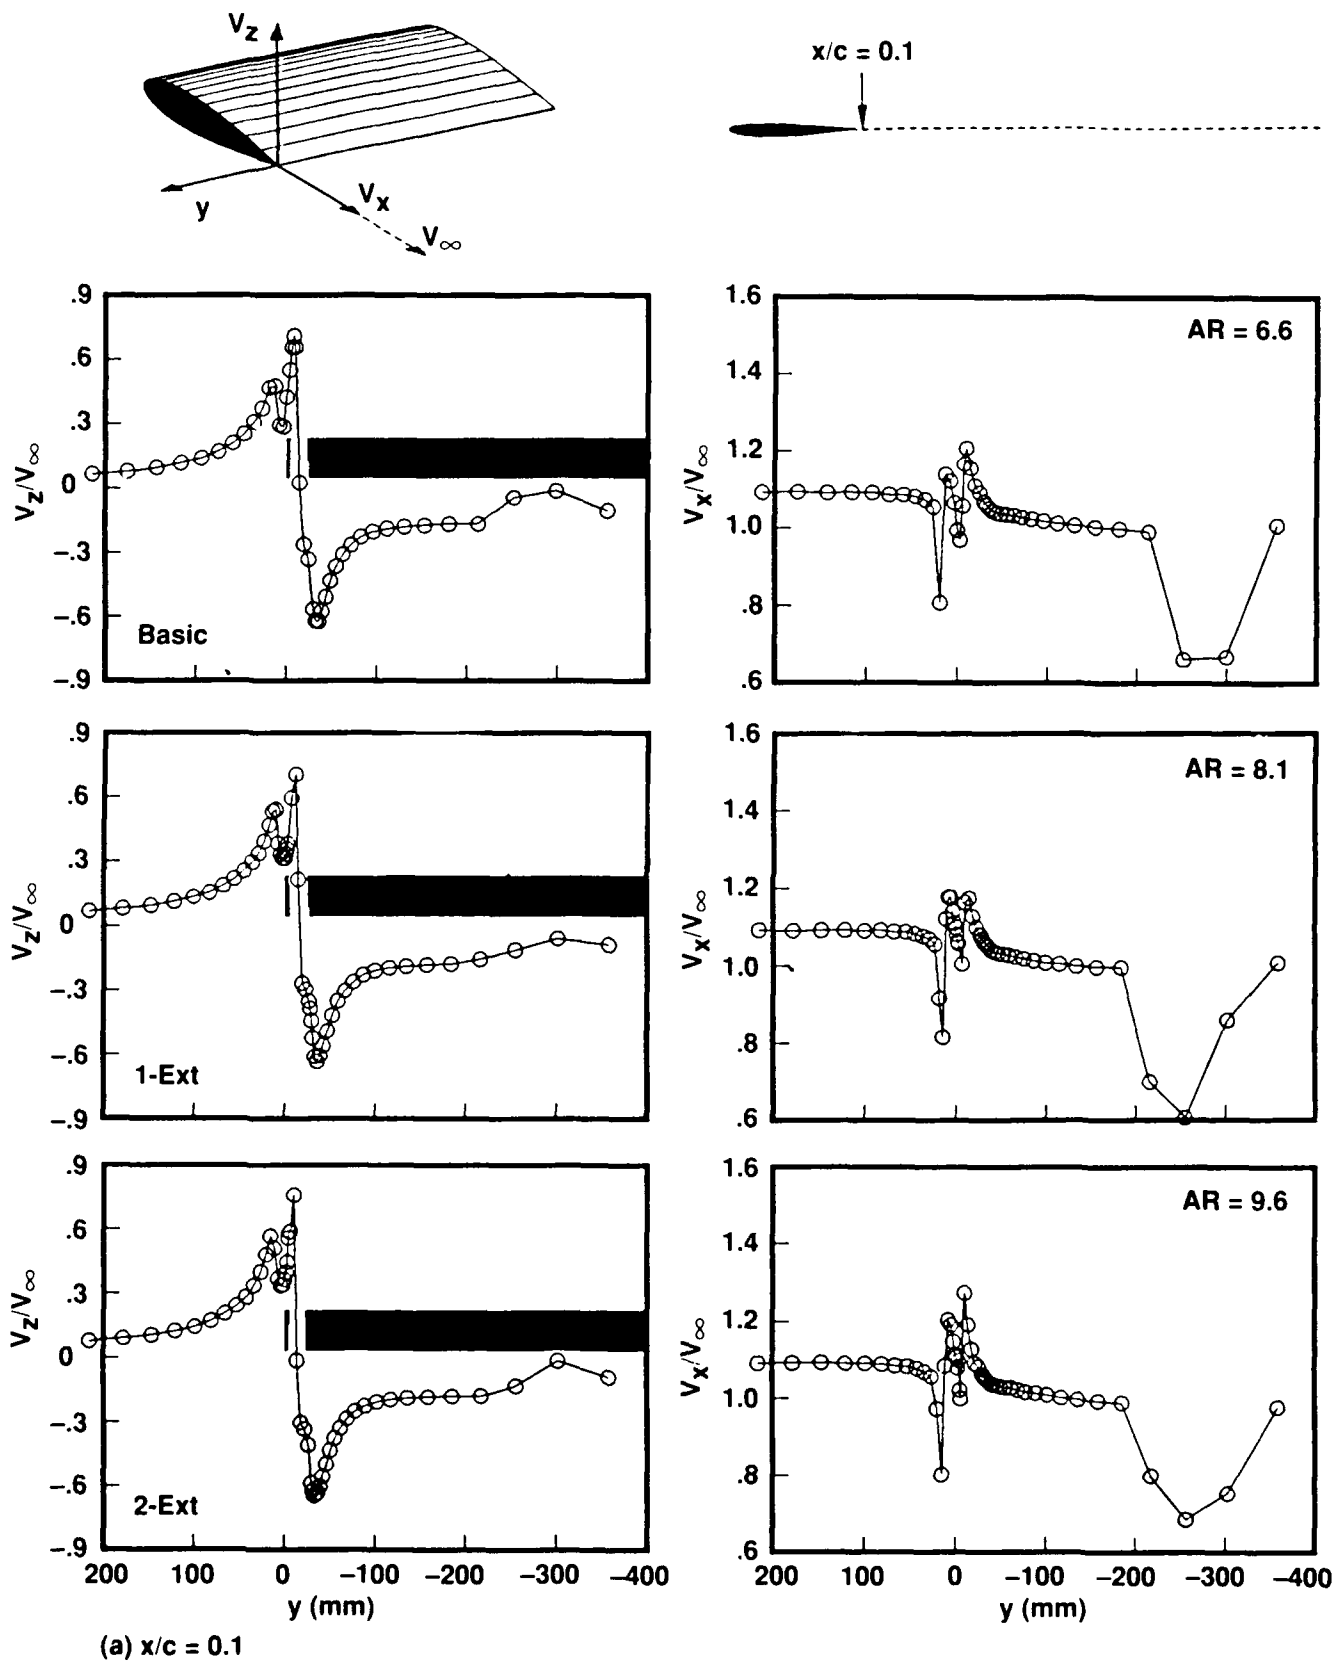 V_z
x/c = 0.1
y
V_x
V_∞
.9
.6
.3
0
-.3
-.6
-.9
V_z/V_∞
Basic
1.6
1.4
1.2
1.0
.8
.6
V_x/V_∞
AR = 6.6
.9
.6
.3
0
-.3
-.6
-.9
V_z/V_∞
1-Ext
1.6
1.4
1.2
1.0
.8
.6
V_x/V_∞
AR = 8.1
.9
.6
.3
0
-.3
-.6
-.9
V_z/V_∞
2-Ext
200 100 0 -100 -200 -300 -400
y (mm)
1.6
1.4
1.2
1.0
.8
.6
V_x/V_∞
AR = 9.6
200 100 0 -100 -200 -300 -400
y (mm)
(a) x/c = 0.1